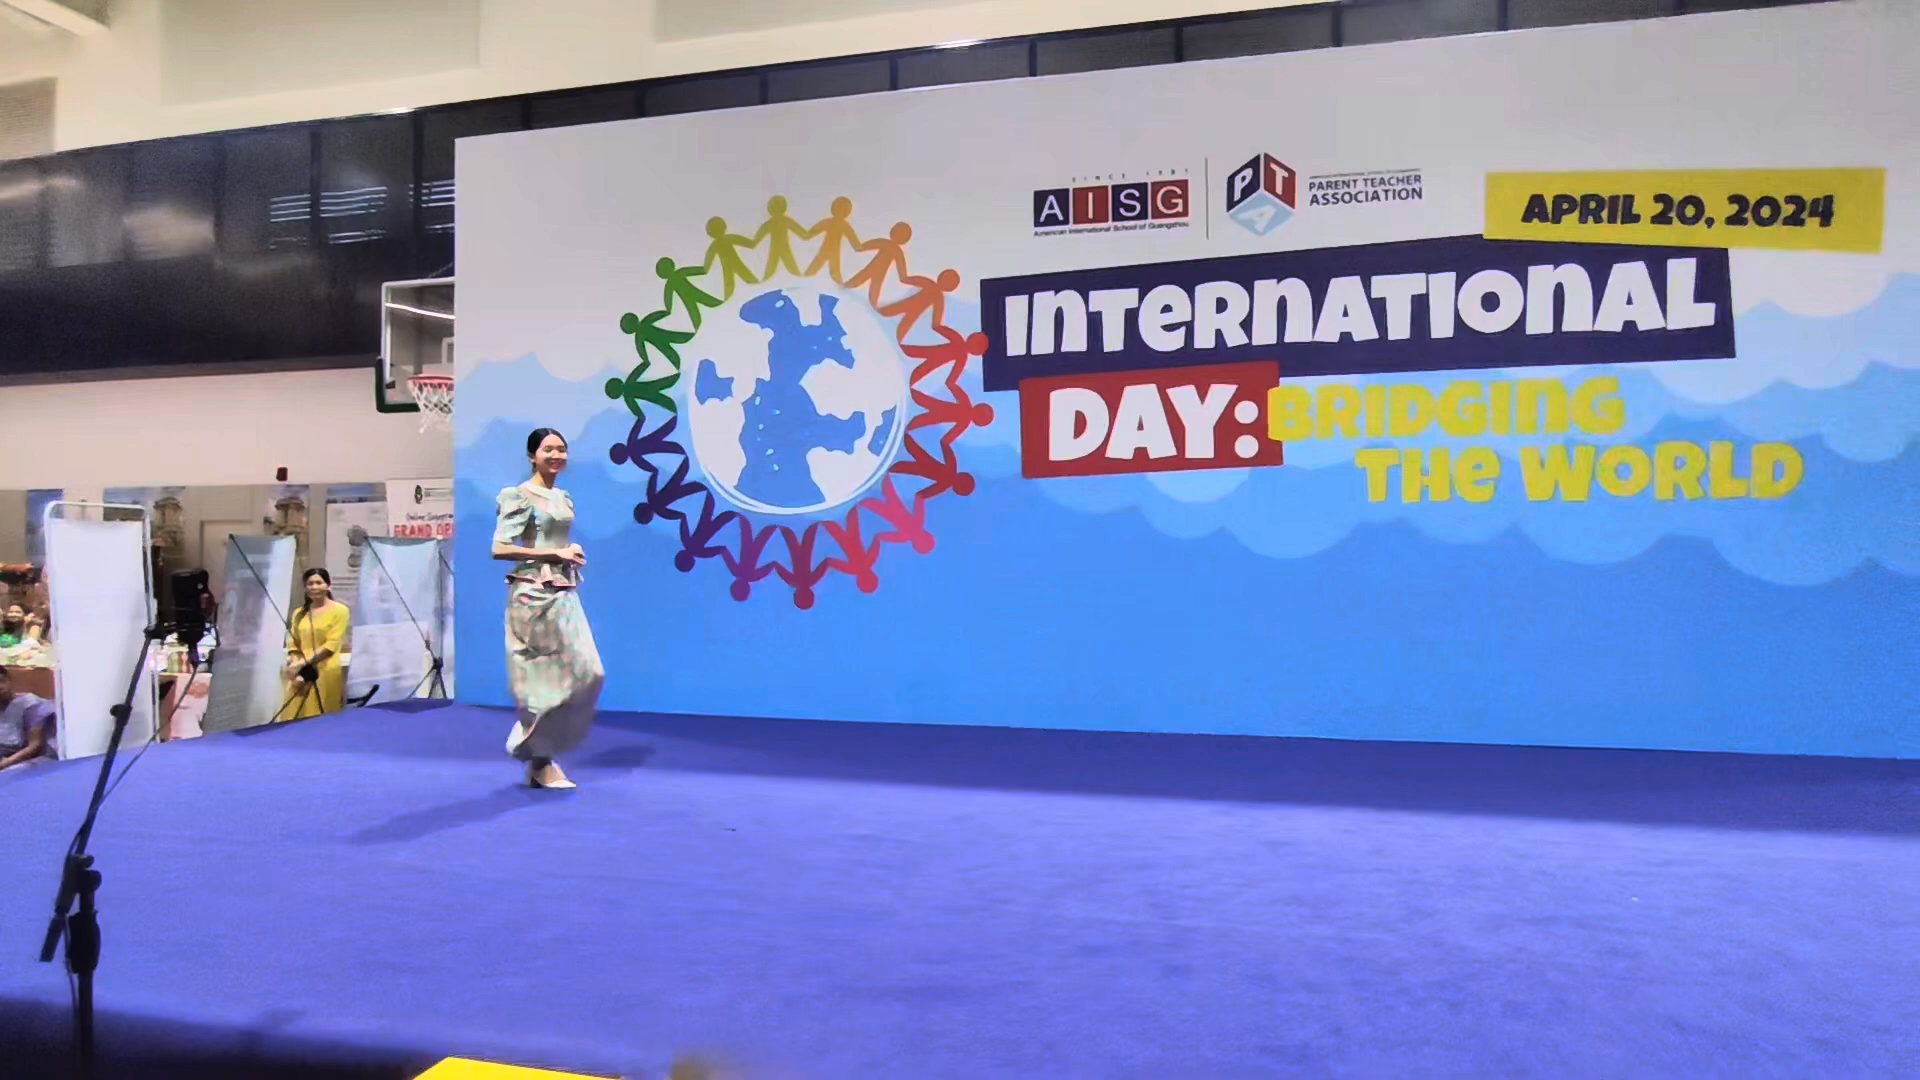 SINCE 1981
AISG
American International School of Guangzhou
PTA
PARENT TEACHER
ASSOCIATION
APRIL 20, 2024
INTERNATIONAL
DAY: BRIDGING
THE WORLD
GRAND